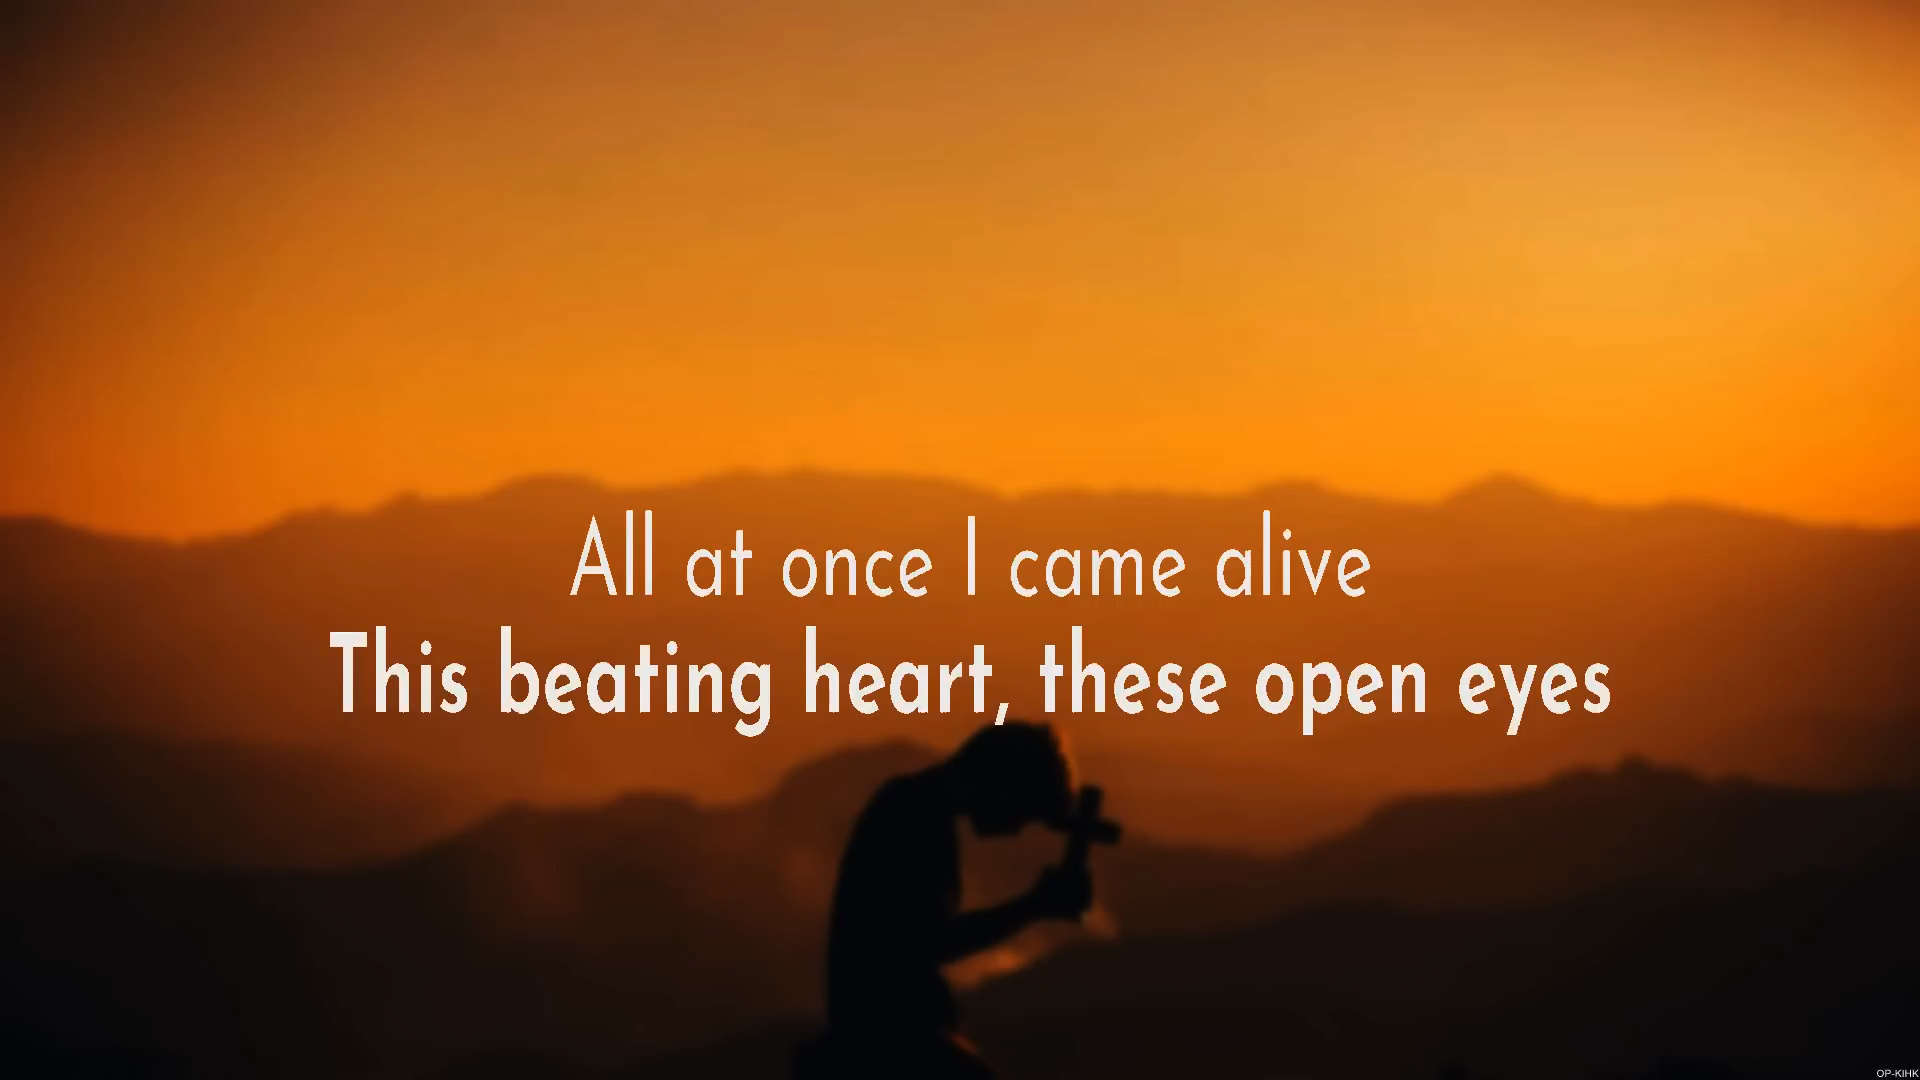 All at once I came alive
This beating heart, these open eyes
OP-KIHK